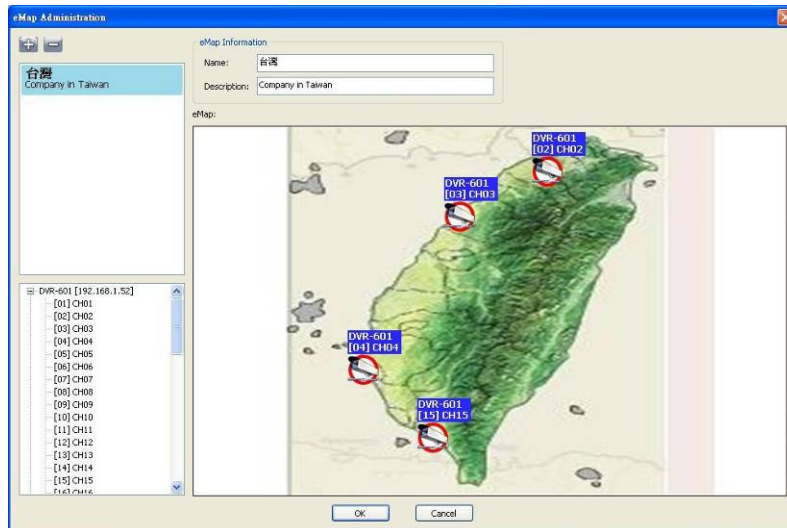 eMap Administration
台灣
Company in Taiwan
eMap Information
Name:
台灣
Description:
Company in Taiwan
eMap:
DVR-601
[02] CH02
DVR-601
[03] CH03
DVR-601
[04] CH04
DVR-601
[15] CH15
DVR-601 [192.168.1.52]
[01] CH01
[02] CH02
[03] CH03
[04] CH04
[05] CH05
[06] CH06
[07] CH07
[08] CH08
[09] CH09
[10] CH10
[11] CH11
[12] CH12
[13] CH13
[14] CH14
[15] CH15
[16] CH16
OK
Cancel